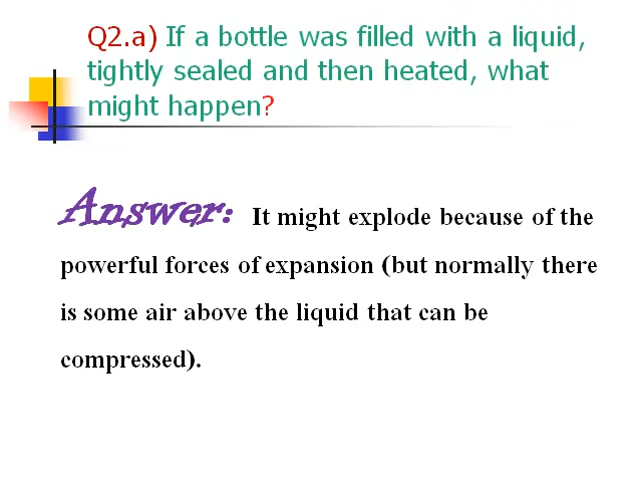 Q2.a) If a bottle was filled with a liquid,
tightly sealed and then heated, what
might happen?
Answer: It might explode because of the
powerful forces of expansion (but normally there
is some air above the liquid that can be
compressed).